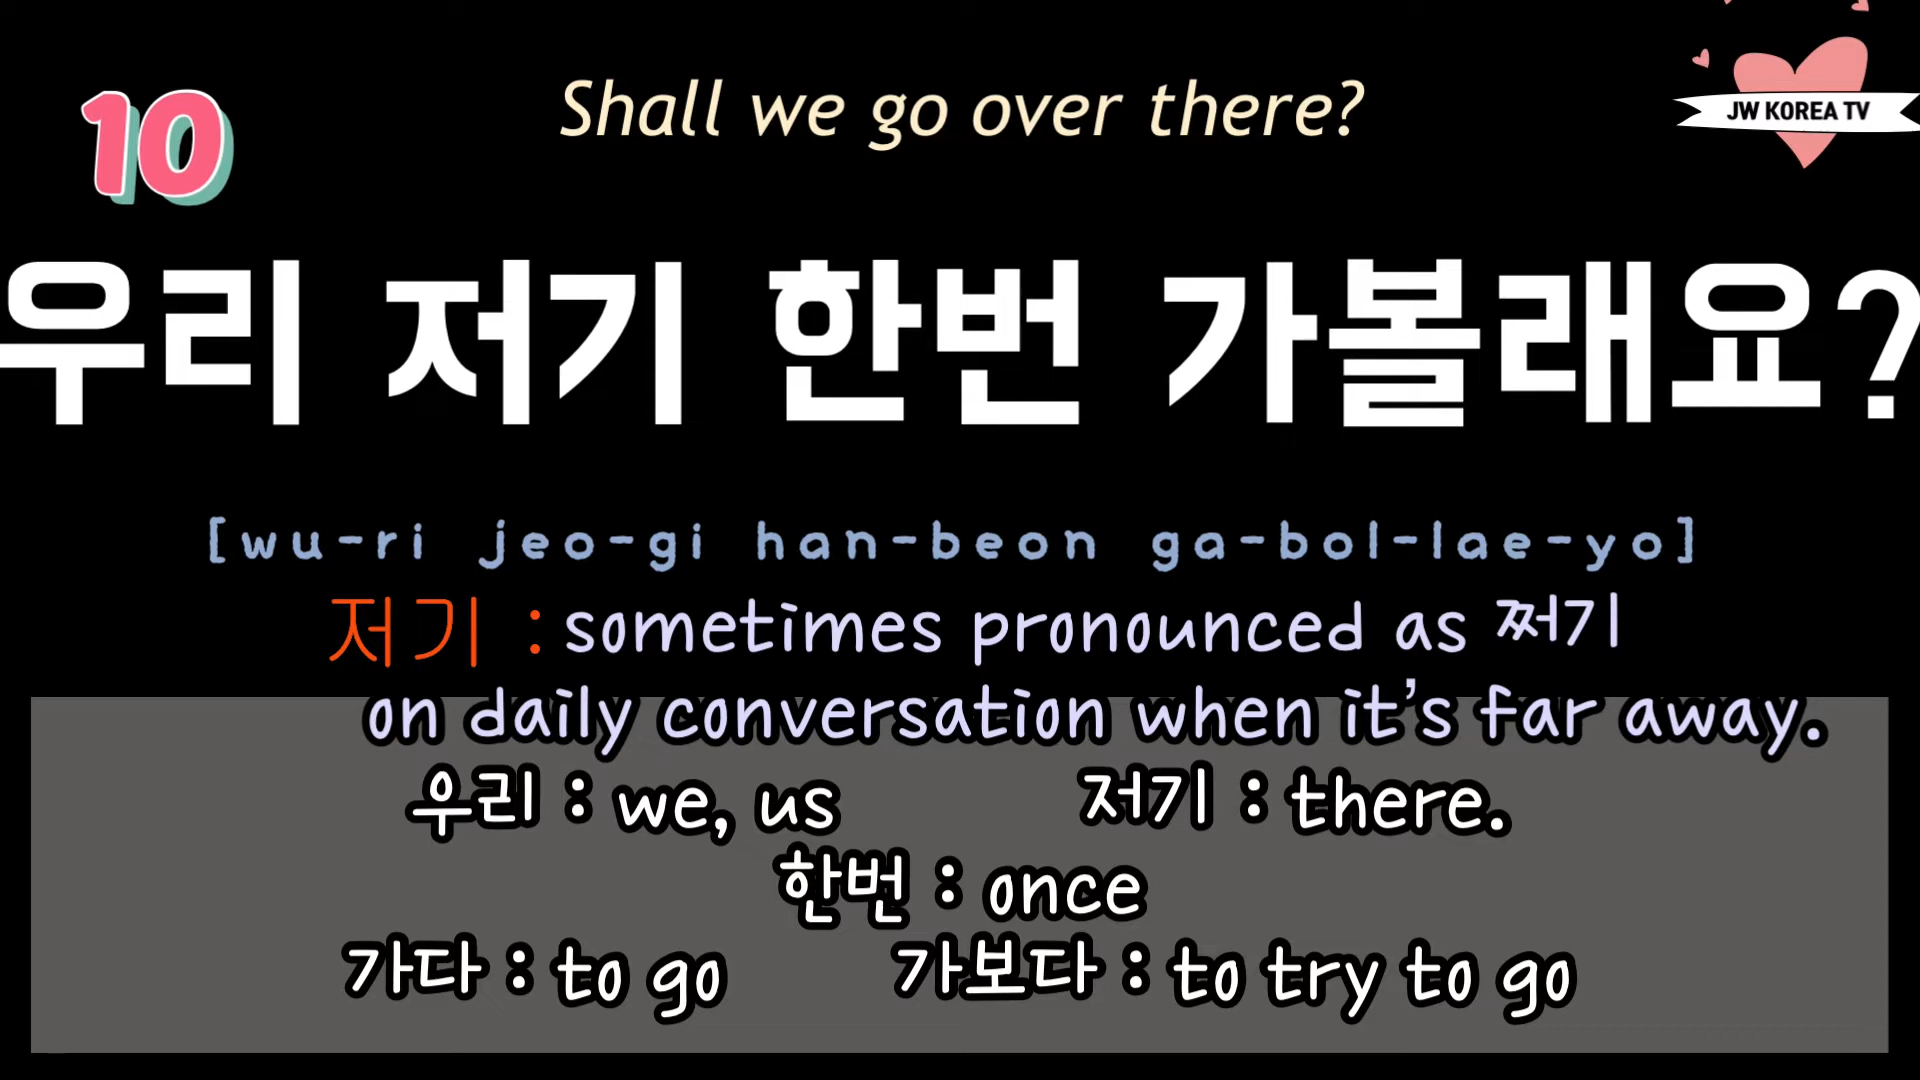 10
Shall we go over there?
JW KOREA TV
우리 저기 한번 가볼래요?
[wu-ri jeo-gi han-beon ga-bol-lae-yo]
저기 : sometimes pronounced as 쩌기
on daily conversation when it's far away.
우리 : we, us 저기 : there.
한번 : once
가다 : to go 가보다 : to try to go